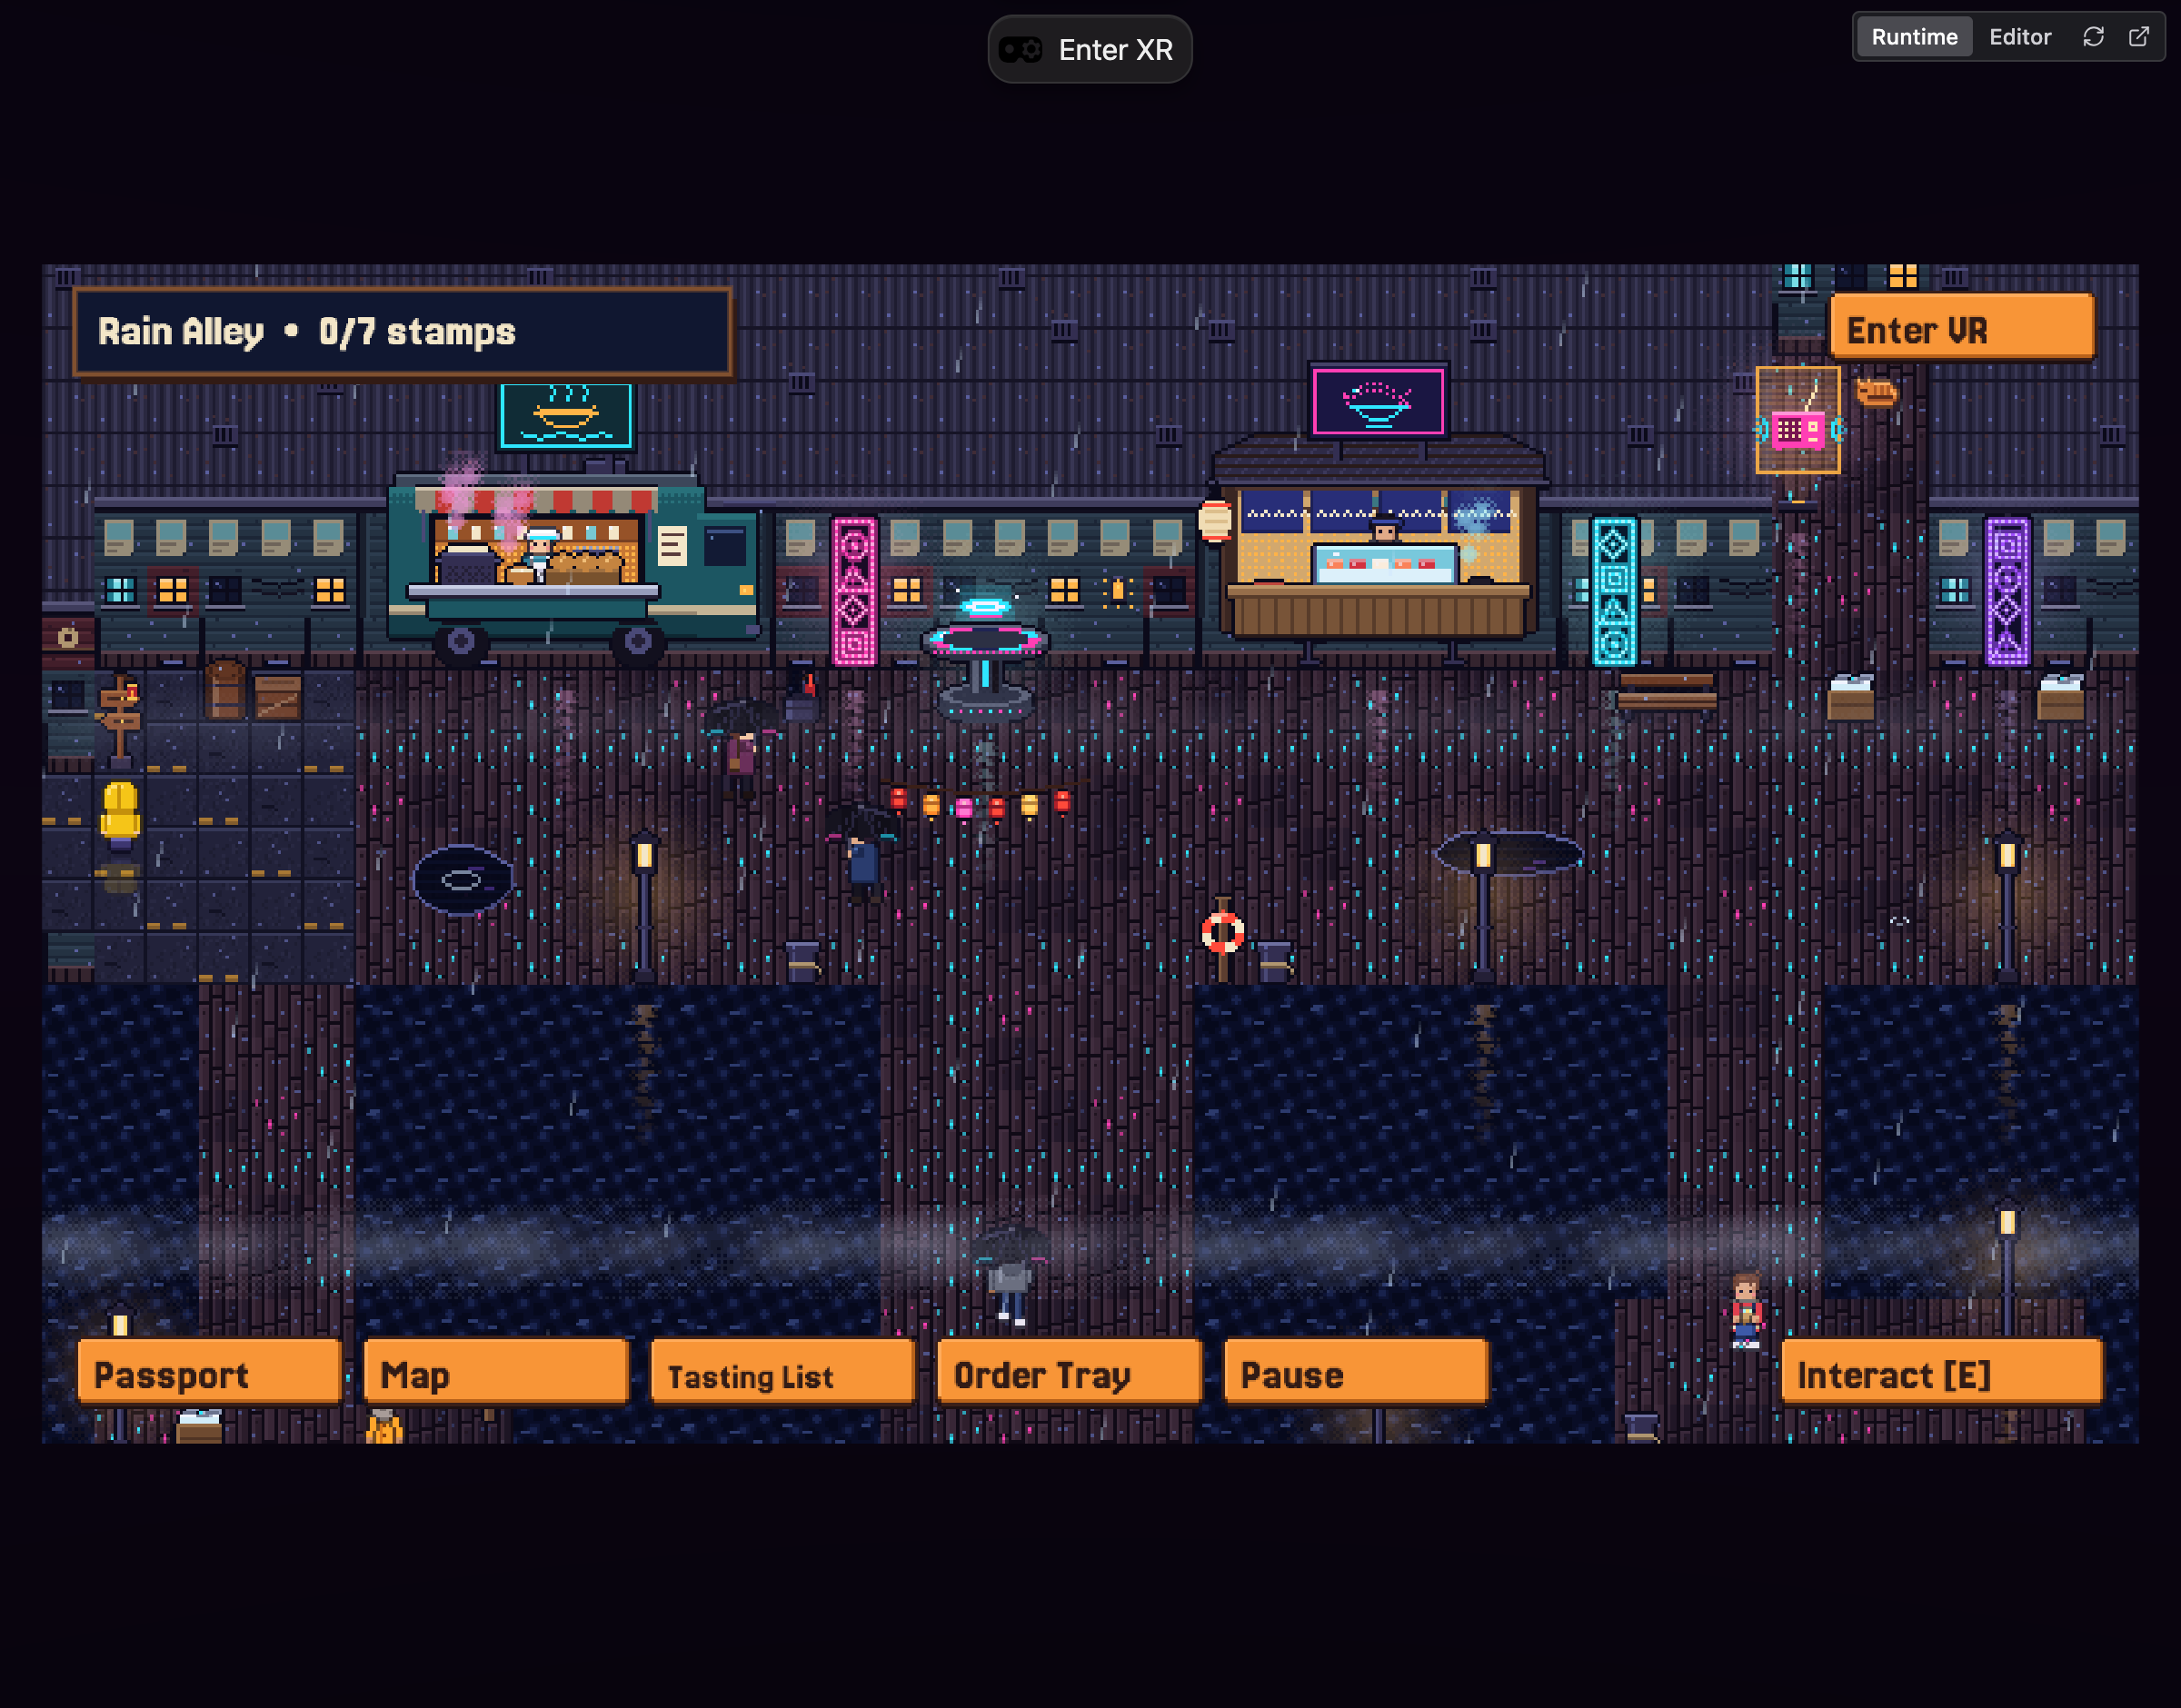 Enter XR
Runtime
Editor
Rain Alley • 0/7 stamps
Enter VR
Passport
Map
Tasting List
Order Tray
Pause
Interact [E]